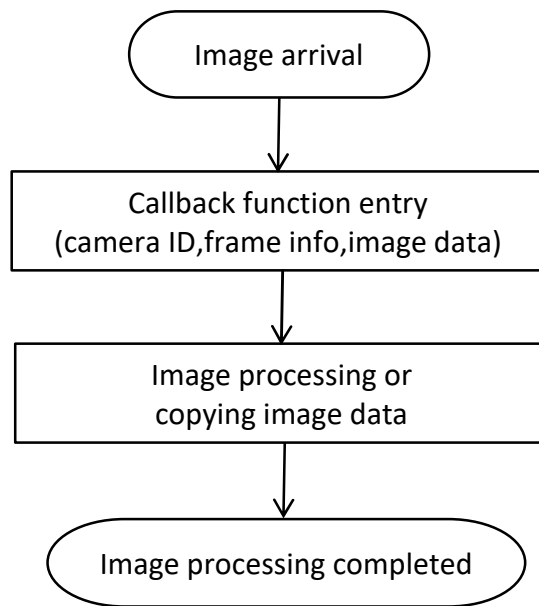 Image arrival
Callback function entry
(camera ID,frame info,image data)
Image processing or
copying image data
Image processing completed